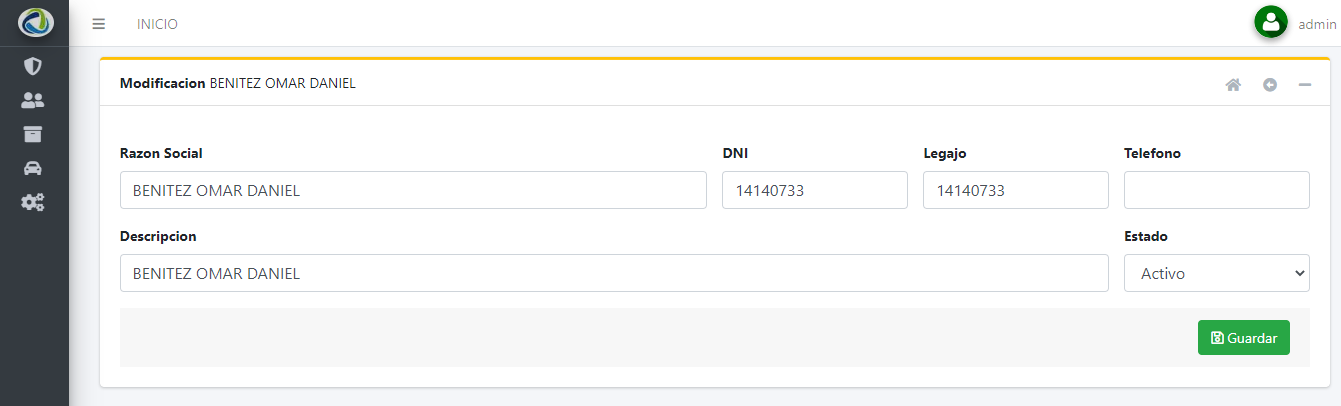 INICIO
admin
Modificacion BENITEZ OMAR DANIEL
Razon Social DNI Legajo Telefono
BENITEZ OMAR DANIEL 14140733 14140733
Descripcion Estado
BENITEZ OMAR DANIEL Activo
Guardar